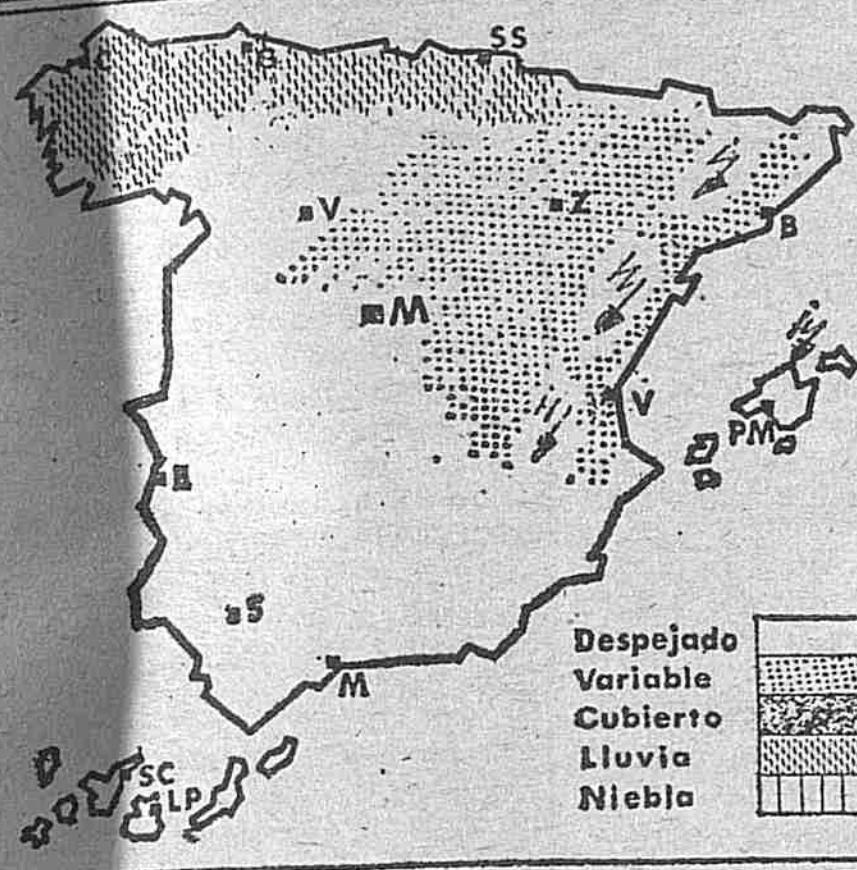 SS
V
Z
B
M
V
PM
S
M
SC
LP
Despejado
Variable
Cubierto
Lluvia
Niebla